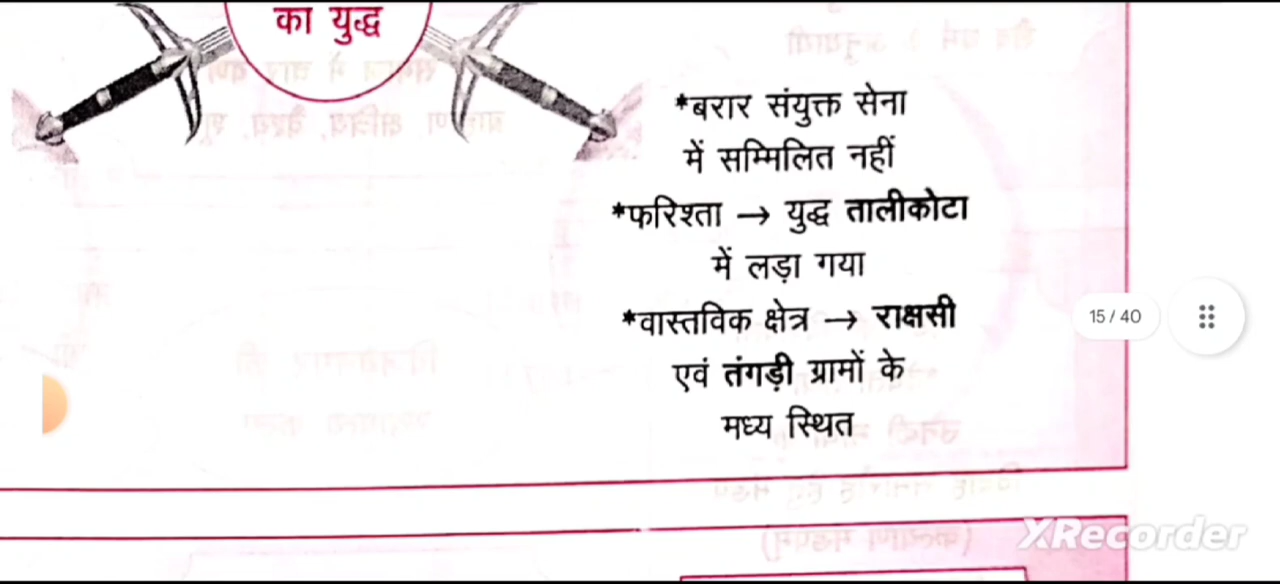 का युद्ध
*बरार संयुक्त सेना
में सम्मिलित नहीं
*फरिश्ता → युद्ध तालीकोटा
में लड़ा गया
*वास्तविक क्षेत्र → राक्षसी
एवं तंगड़ी ग्रामों के
मध्य स्थित
15 / 40
XRecorder